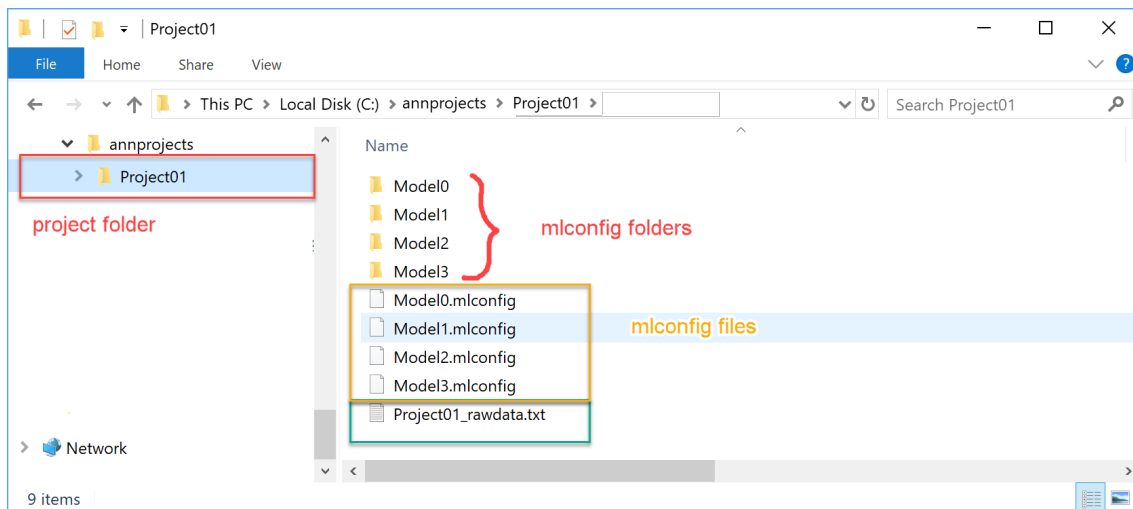 Project01
File Home Share View
This PC > Local Disk (C:) > annprojects > Project01 >
Search Project01
annprojects
Project01
project folder
Network
Name
Model0
Model1
Model2
Model3
mlconfig folders
Model0.mlconfig
Model1.mlconfig
Model2.mlconfig
Model3.mlconfig
mlconfig files
Project01_rawdata.txt
9 items